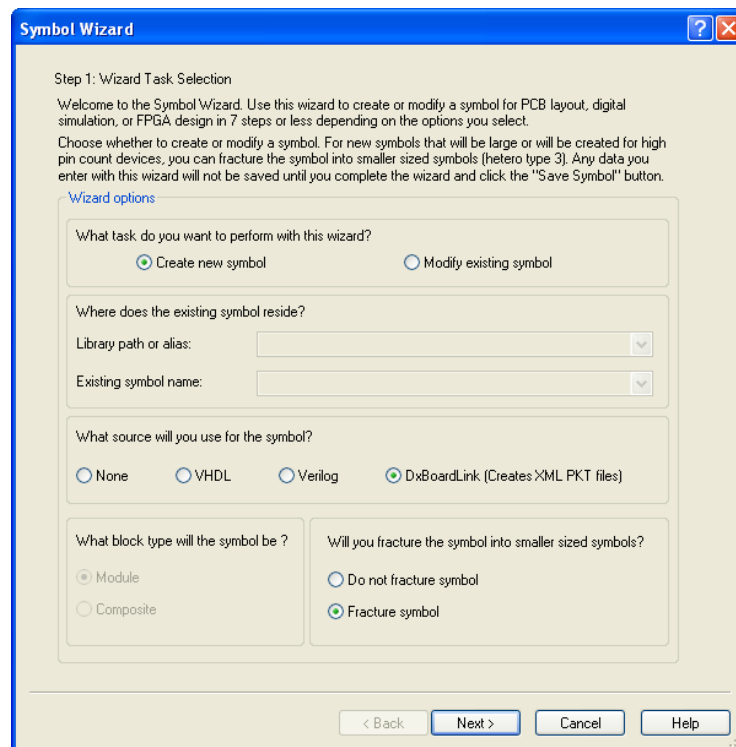 Symbol Wizard
Step 1: Wizard Task Selection
Welcome to the Symbol Wizard. Use this wizard to create or modify a symbol for PCB layout, digital
simulation, or FPGA design in 7 steps or less depending on the options you select.
Choose whether to create or modify a symbol. For new symbols that will be large or will be created for high
pin count devices, you can fracture the symbol into smaller sized symbols (hetero type 3). Any data you
enter with this wizard will not be saved until you complete the wizard and click the "Save Symbol" button.
Wizard options
What task do you want to perform with this wizard?
Create new symbol Modify existing symbol
Where does the existing symbol reside?
Library path or alias:
Existing symbol name:
What source will you use for the symbol?
None VHDL Verilog DxBoardLink (Creates XML PKT files)
What block type will the symbol be ?
Module
Composite
Will you fracture the symbol into smaller sized symbols?
Do not fracture symbol
Fracture symbol
< Back Next > Cancel Help